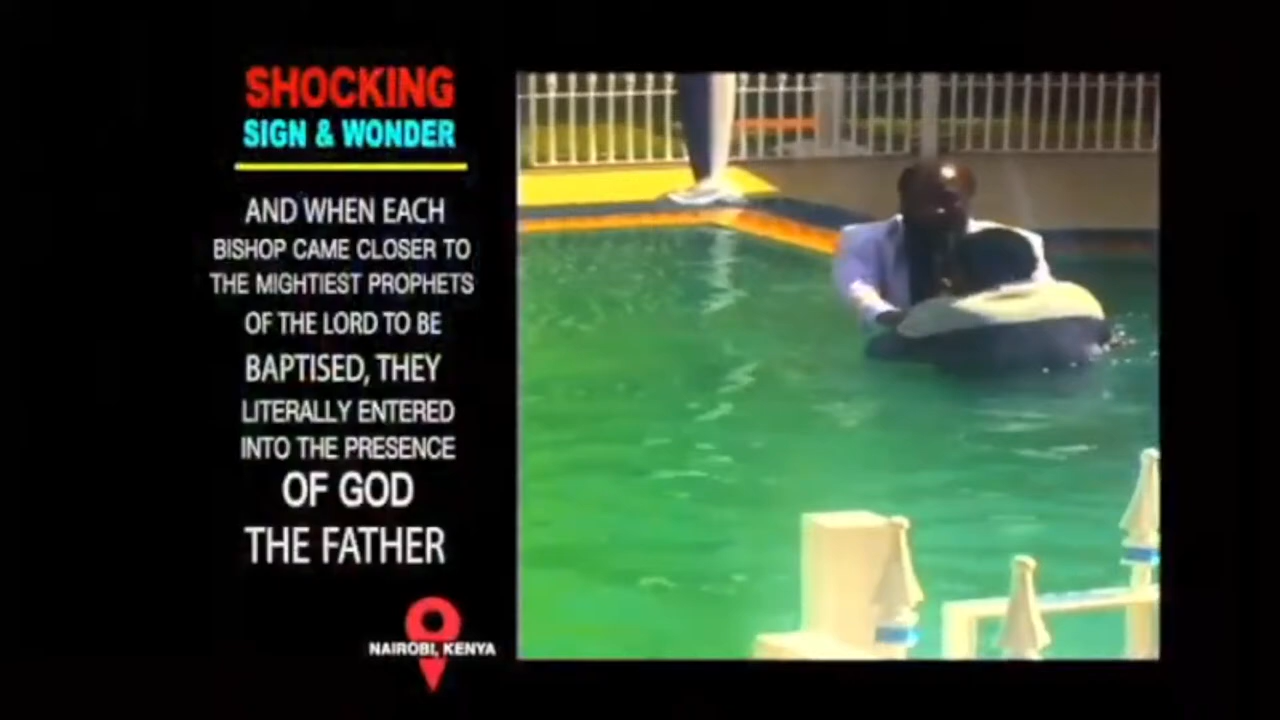 SHOCKING
SIGN & WONDER
AND WHEN EACH
BISHOP CAME CLOSER TO
THE MIGHTIEST PROPHETS
OF THE LORD TO BE
BAPTISED, THEY
LITERALLY ENTERED
INTO THE PRESENCE
OF GOD
THE FATHER
NAIROBI, KENYA